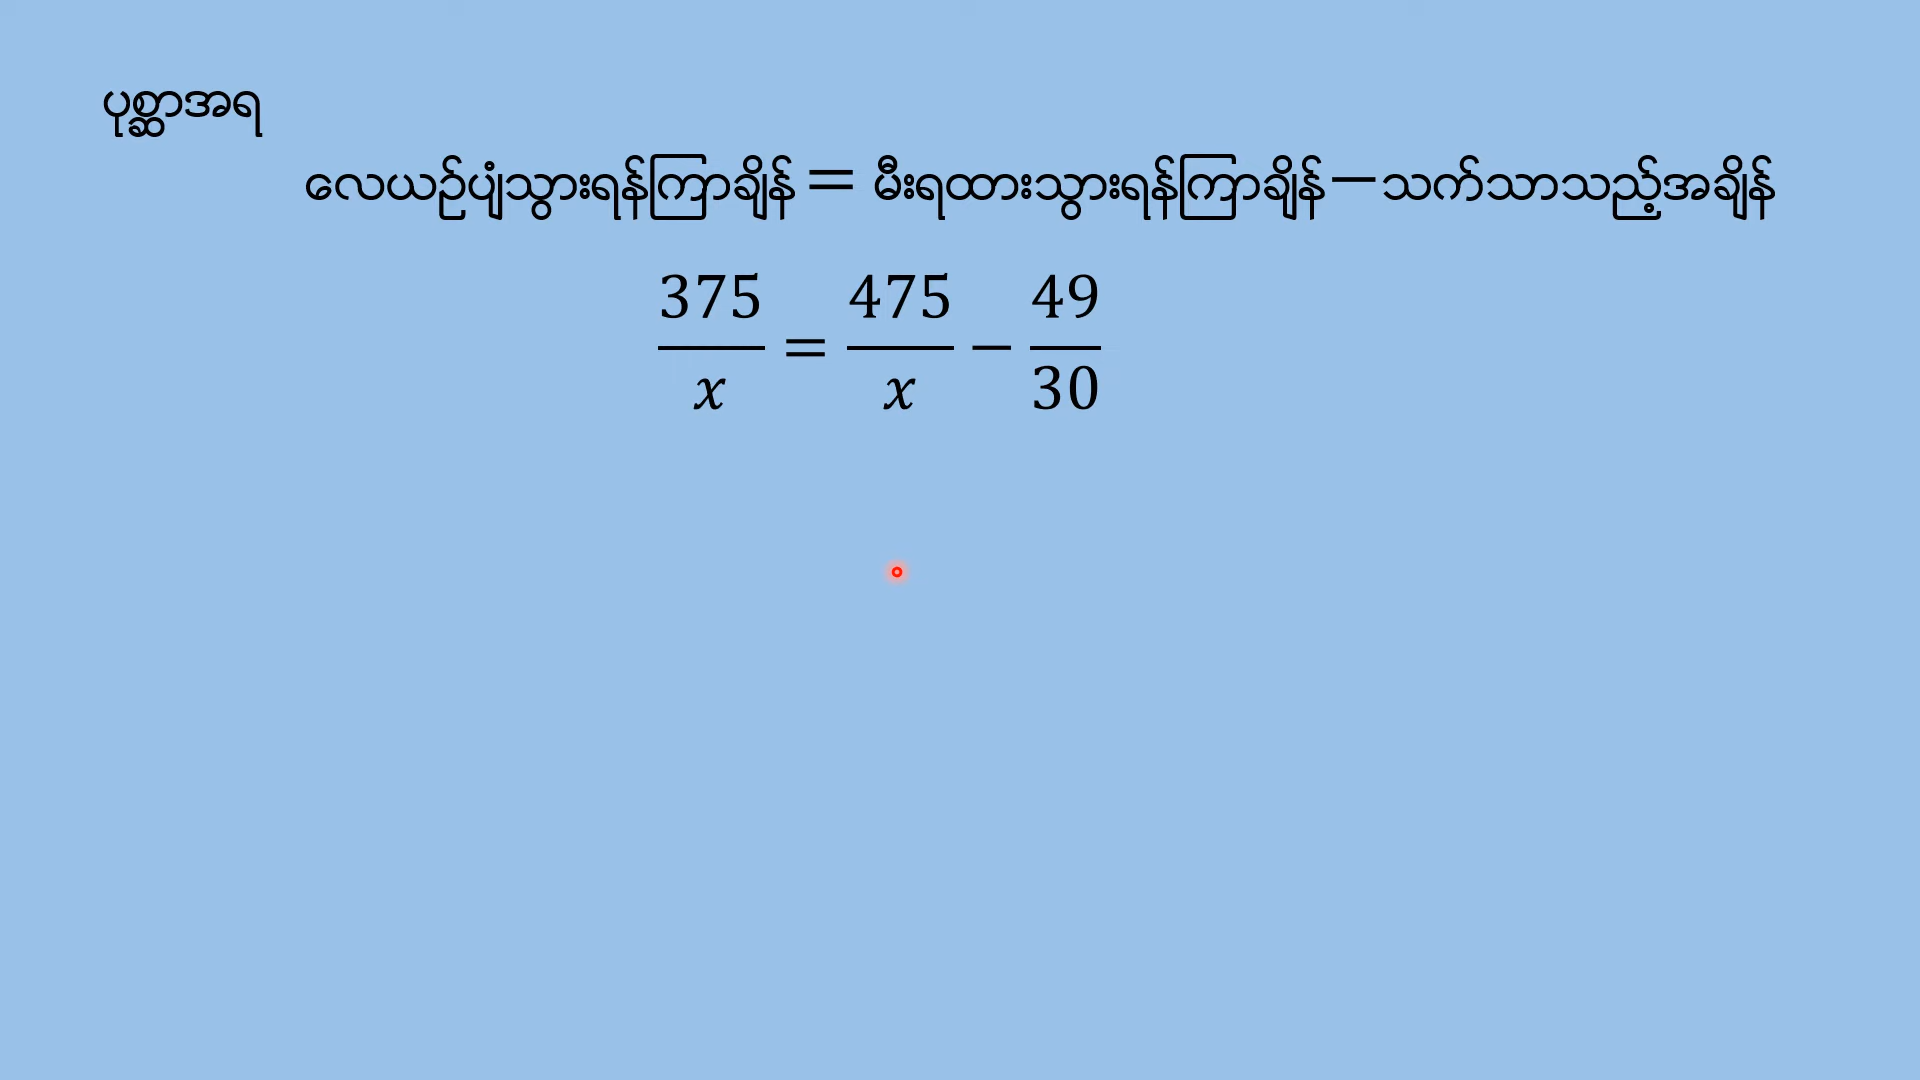 ပုစ္ဆာအရ
လေယဉ်ပျံသွားရန်ကြာချိန် = မီးရထားသွားရန်ကြာချိန်−သက်သာသည့်အချိန်
375/x = 475/x − 49/30